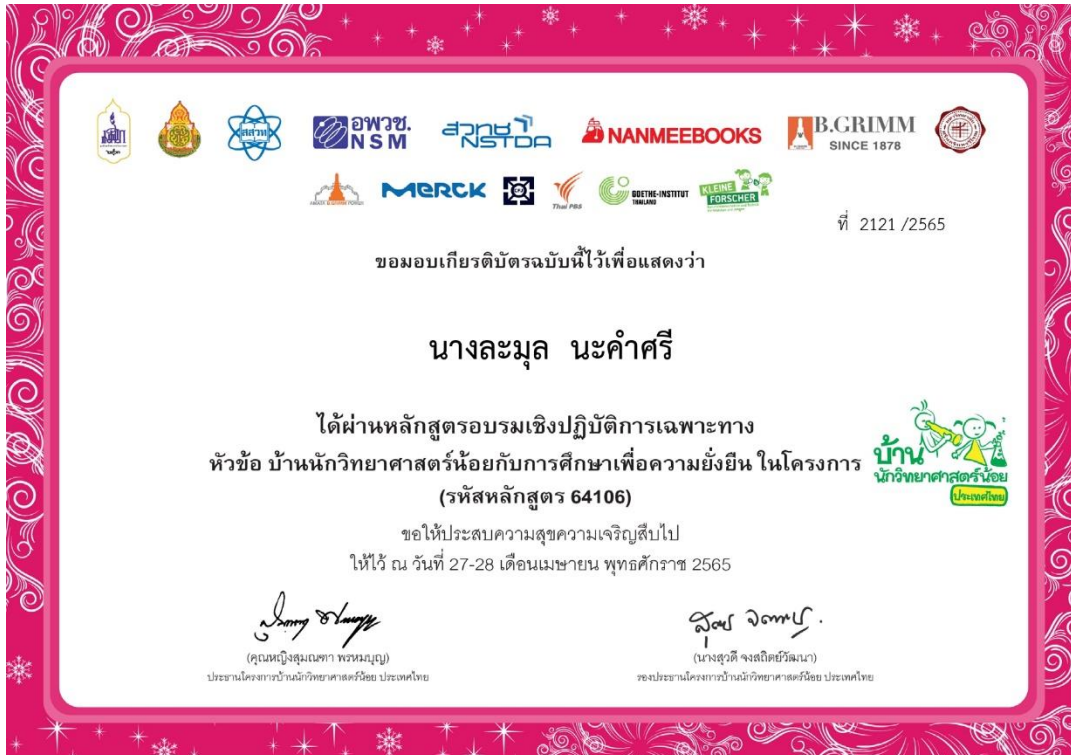 สสวท
อพวช.
NSM
สวทช
NSTDA
NANMEEBOOKS
B.GRIMM
SINCE 1878
MERCK
Thai PBS
GOETHE-INSTITUT
THAILAND
KLEINE
FORSCHER
ที่ 2121 /2565
ขอมอบเกียรติบัตรฉบับนี้ไว้เพื่อแสดงว่า
นางละมุล นะคำศรี
ได้ผ่านหลักสูตรอบรมเชิงปฏิบัติการเฉพาะทาง
หัวข้อ บ้านนักวิทยาศาสตร์น้อยกับการศึกษาเพื่อความยั่งยืน ในโครงการ
บ้าน
นักวิทยาศาสตร์น้อย
ประเทศไทย
(รหัสหลักสูตร 64106)
ขอให้ประสบความสุขความเจริญสืบไป
ให้ไว้ ณ วันที่ 27-28 เดือนเมษายน พุทธศักราช 2565
(คุณหญิงสุมณฑา พรหมบุญ)
ประธานโครงการบ้านนักวิทยาศาสตร์น้อย ประเทศไทย
(นางสุวดี จงสถิตย์วัฒนา)
รองประธานโครงการบ้านนักวิทยาศาสตร์น้อย ประเทศไทย